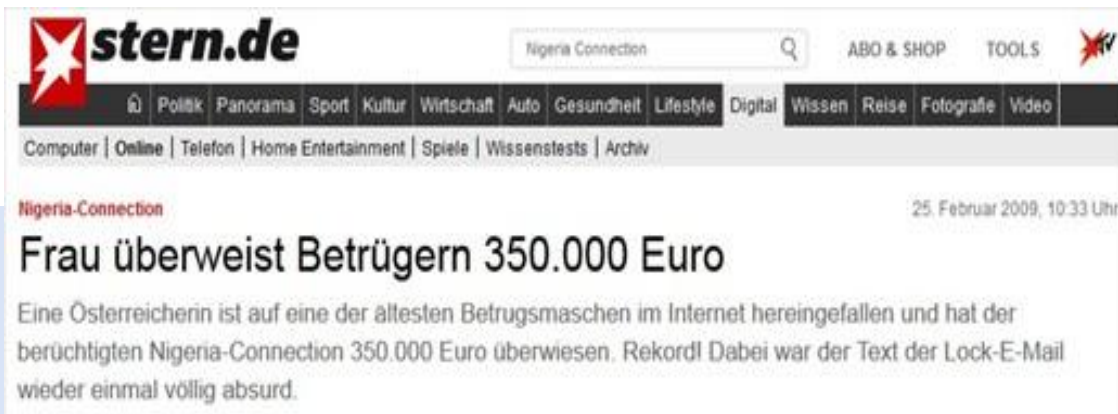 stern.de
Nigeria Connection
ABO & SHOP TOOLS TV
Politik Panorama Sport Kultur Wirtschaft Auto Gesundheit Lifestyle Digital Wissen Reise Fotografie Video
Computer | Online | Telefon | Home Entertainment | Spiele | Wissenstests | Archiv
Nigeria-Connection 25. Februar 2009, 10:33 Uhr
Frau überweist Betrügern 350.000 Euro
Eine Österreicherin ist auf eine der ältesten Betrugsmaschen im Internet hereingefallen und hat der
berüchtigten Nigeria-Connection 350.000 Euro überwiesen. Rekord! Dabei war der Text der Lock-E-Mail
wieder einmal völlig absurd.